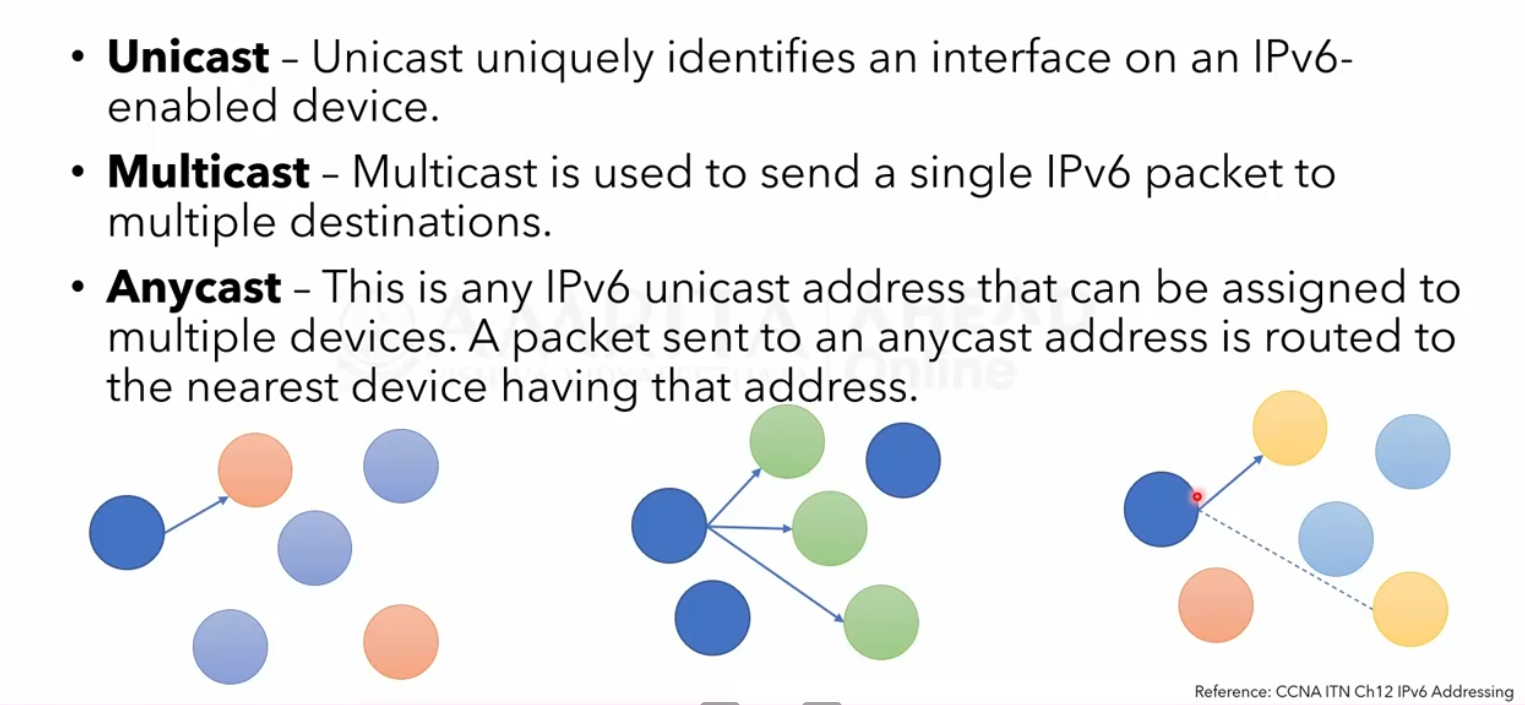 • Unicast – Unicast uniquely identifies an interface on an IPv6-
enabled device.
• Multicast – Multicast is used to send a single IPv6 packet to
multiple destinations.
• Anycast – This is any IPv6 unicast address that can be assigned to
multiple devices. A packet sent to an anycast address is routed to
the nearest device having that address.
Online
Reference: CCNA ITN Ch12 IPv6 Addressing